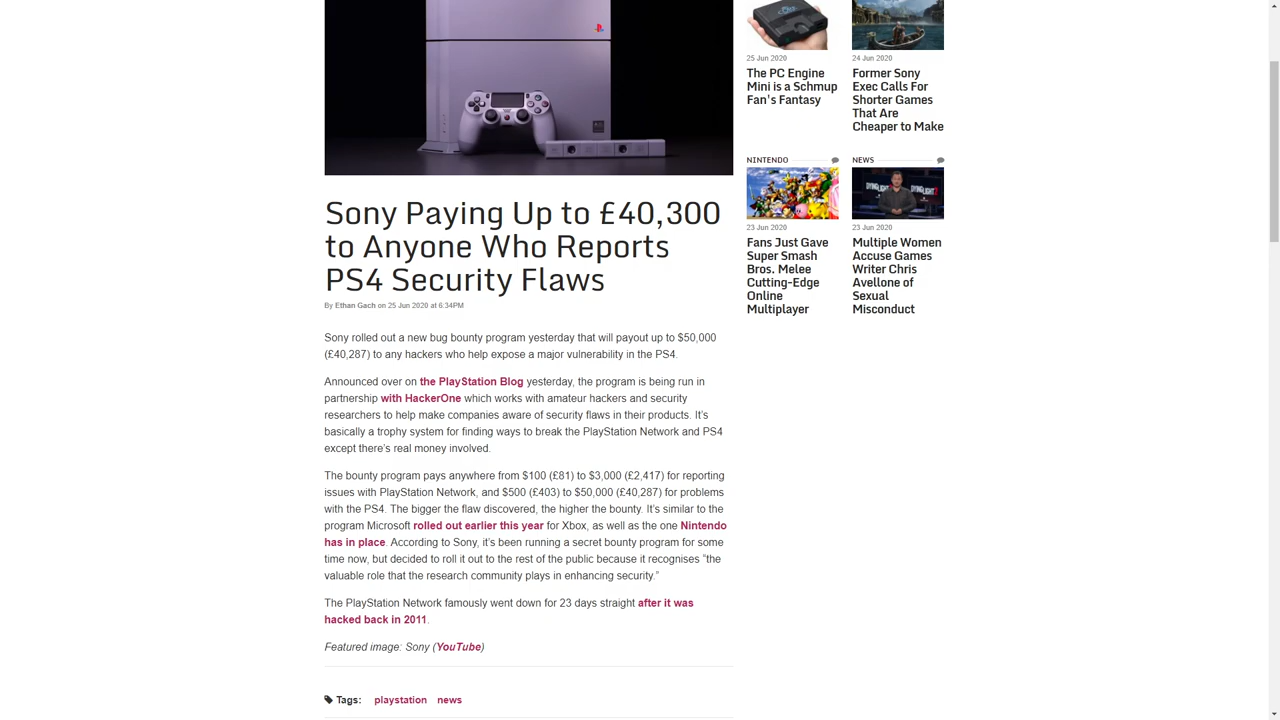 Sony Paying Up to £40,300
to Anyone Who Reports
PS4 Security Flaws
By Ethan Gach on 25 Jun 2020 at 6:34PM
Sony rolled out a new bug bounty program yesterday that will payout up to $50,000
(£40,287) to any hackers who help expose a major vulnerability in the PS4.
Announced over on the PlayStation Blog yesterday, the program is being run in
partnership with HackerOne which works with amateur hackers and security
researchers to help make companies aware of security flaws in their products. It's
basically a trophy system for finding ways to break the PlayStation Network and PS4
except there's real money involved.
The bounty program pays anywhere from $100 (£81) to $3,000 (£2,417) for reporting
issues with PlayStation Network, and $500 (£403) to $50,000 (£40,287) for problems
with the PS4. The bigger the flaw discovered, the higher the bounty. It's similar to the
program Microsoft rolled out earlier this year for Xbox, as well as the one Nintendo
has in place. According to Sony, it's been running a secret bounty program for some
time now, but decided to roll it out to the rest of the public because it recognises “the
valuable role that the research community plays in enhancing security.”
The PlayStation Network famously went down for 23 days straight after it was
hacked back in 2011.
Featured image: Sony (YouTube)
Tags: playstation news
25 Jun 2020
The PC Engine
Mini is a Schmup
Fan's Fantasy
24 Jun 2020
Former Sony
Exec Calls For
Shorter Games
That Are
Cheaper to Make
NINTENDO
23 Jun 2020
Fans Just Gave
Super Smash
Bros. Melee
Cutting-Edge
Online
Multiplayer
NEWS
DYING LIGHT 2
DYING LIGHT 2
23 Jun 2020
Multiple Women
Accuse Games
Writer Chris
Avellone of
Sexual
Misconduct